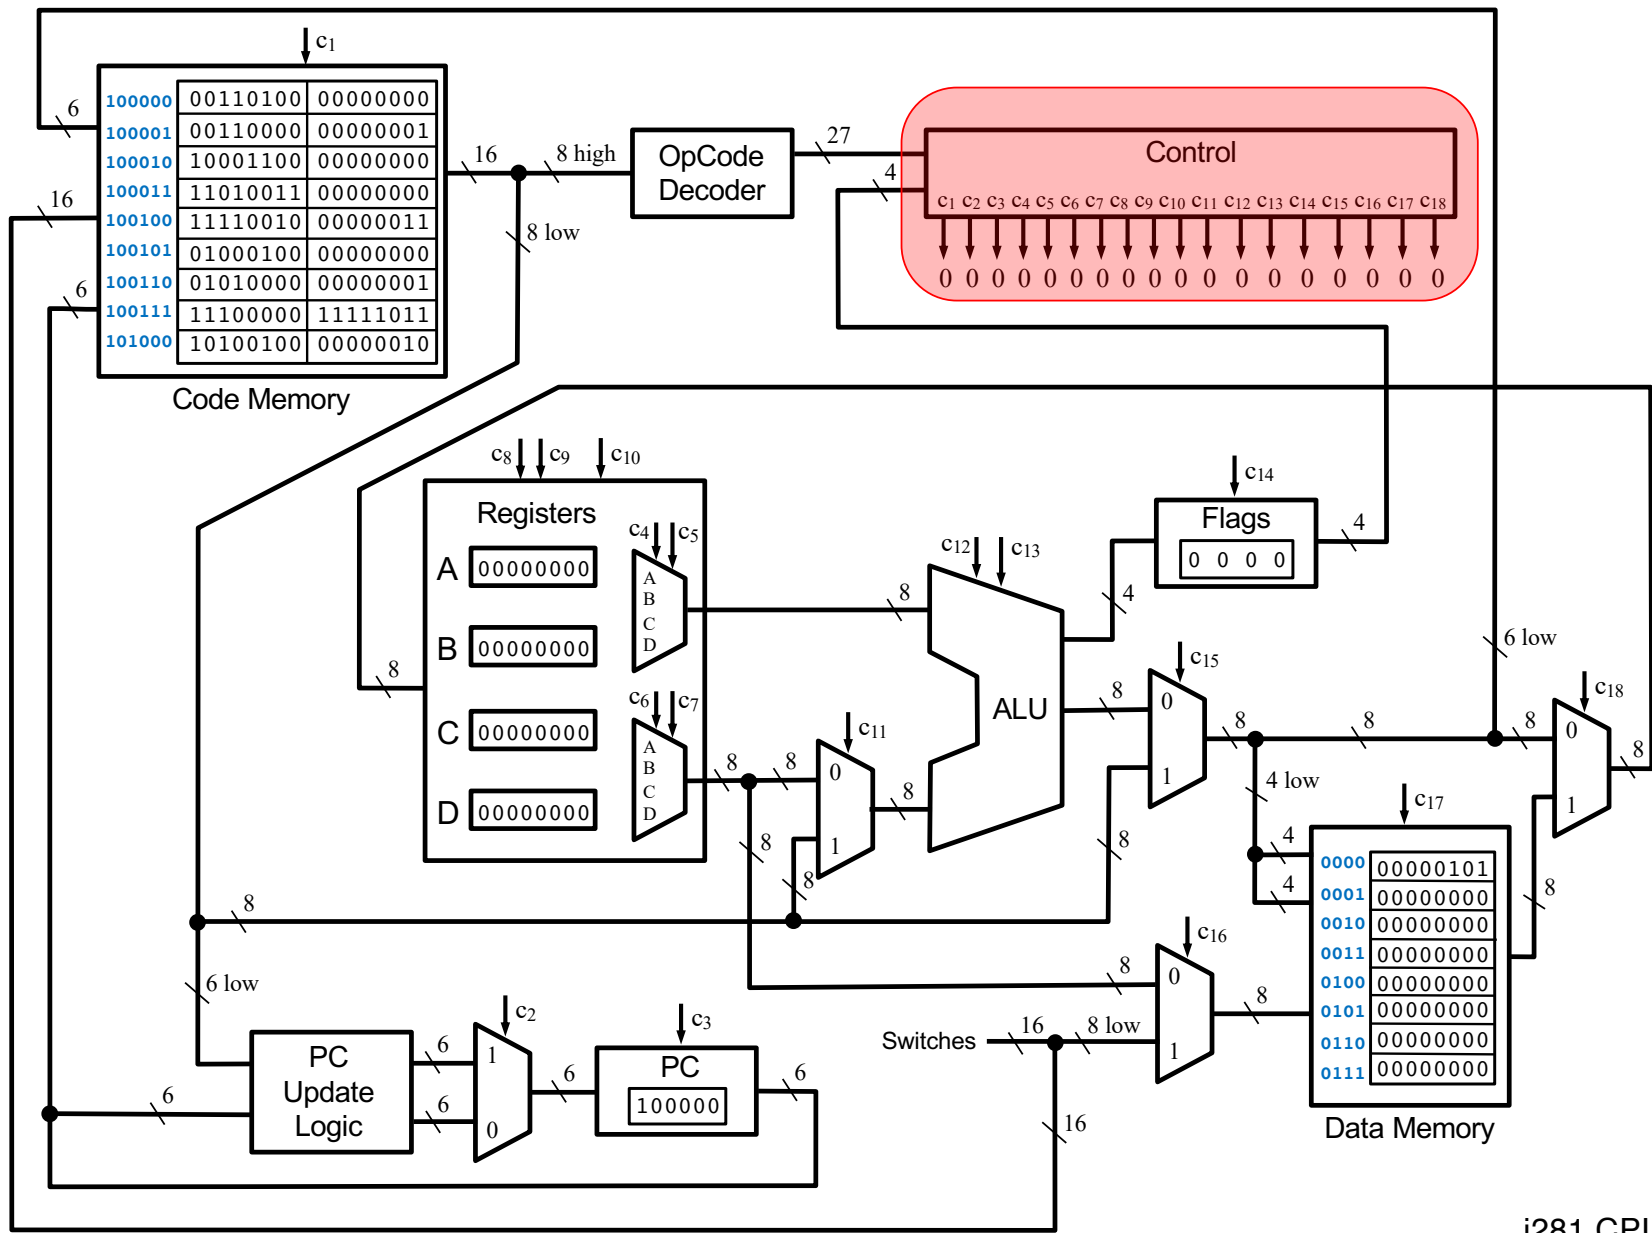 c1
100000 00110100 00000000
100001 00110000 00000001
100010 10001100 00000000
100011 11010011 00000000
100100 11110010 00000011
100101 01000100 00000000
100110 01010000 00000001
100111 11100000 11111011
101000 10100100 00000010
Code Memory
6
16
6
16
8 high
8 low
OpCode
Decoder
27
4
Control
c1 c2 c3 c4 c5 c6 c7 c8 c9 c10 c11 c12 c13 c14 c15 c16 c17 c18
0 0 0 0 0 0 0 0 0 0 0 0 0 0 0 0 0 0
c8 c9 c10
Registers
A 00000000
B 00000000
C 00000000
D 00000000
8
c4 c5
A
B
C
D
c6 c7
A
B
C
D
8
8
8
8
c11
0
1
8
8
8
c12 c13
ALU
4
8
c14
Flags
0 0 0 0
4
c15
0
1
8
8
8
6 low
8
4 low
4
4
c18
0
1
8
8
c17
0000 00000101
0001 00000000
0010 00000000
0011 00000000
0100 00000000
0101 00000000
0110 00000000
0111 00000000
Data Memory
c16
0
1
8
8
Switches
16
8 low
16
6 low
6
PC
Update
Logic
6
6
c2
1
0
6
c3
PC
100000
6
i281 CPU